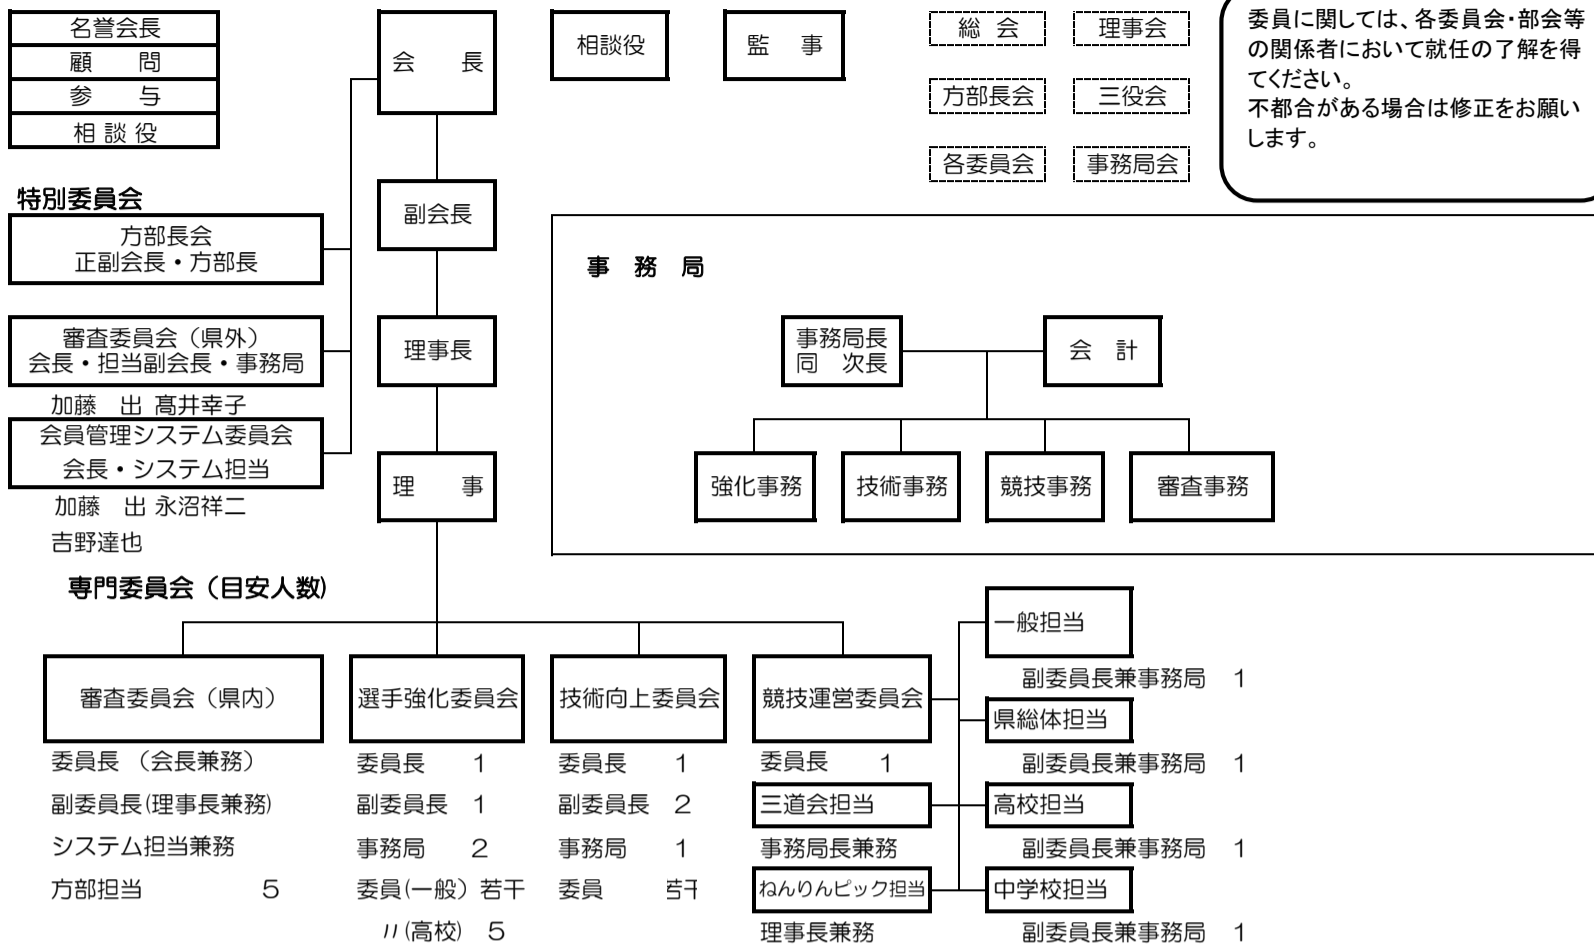 名誉会長
顧　問
参　与
相 談 役
会　長
相談役
監　事
総 会
理事会
方部長会
三役会
各委員会
事務局会
委員に関しては、各委員会・部会等
の関係者において就任の了解を得
てください。
不都合がある場合は修正をお願い
します。
特別委員会
方部長会
正副会長・方部長
審査委員会（県外）
会長・担当副会長・事務局
加藤　出 髙井幸子
会員管理システム委員会
会長・システム担当
加藤　出 永沼祥二
吉野達也
副会長
理事長
理　事
事　務　局
事務局長
同　次長
会　計
強化事務
技術事務
競技事務
審査事務
専門委員会（目安人数)
審査委員会（県内）
委員長 （会長兼務）
副委員長(理事長兼務)
システム担当兼務
方部担当　5
選手強化委員会
委員長　1
副委員長　1
事務局　2
委員(一般）若干
〃(高校)　5
技術向上委員会
委員長　1
副委員長　2
事務局　1
委員　若干
競技運営委員会
委員長　1
三道会担当
事務局長兼務
ねんりんピック担当
理事長兼務
一般担当
副委員長兼事務局　1
県総体担当
副委員長兼事務局　1
高校担当
副委員長兼事務局　1
中学校担当
副委員長兼事務局　1